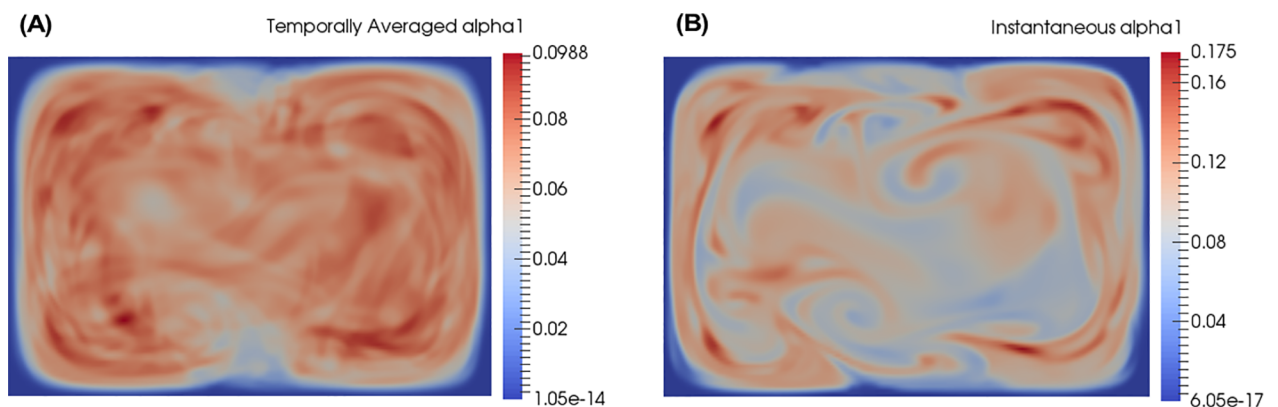 (A)
Temporally Averaged alpha1
0.0988
0.08
0.06
0.04
0.02
1.05e-14
(B)
Instantaneous alpha1
0.175
0.16
0.12
0.08
0.04
6.05e-17